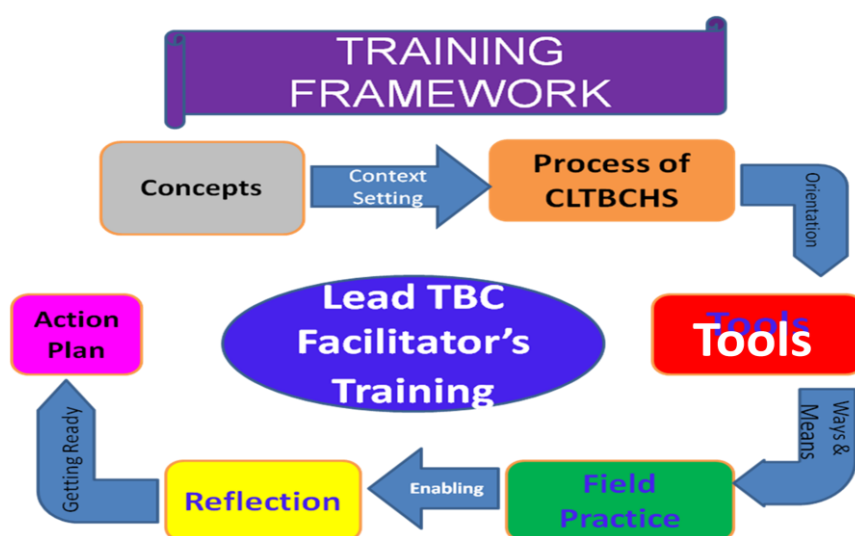 TRAINING
FRAMEWORK
Concepts
Context
Setting
Process of
CLTBCHS
Orientation
Lead TBC
Facilitator's
Training
Tools
Tools
Ways &
Means
Field
Practice
Enabling
Reflection
Getting Ready
Action
Plan